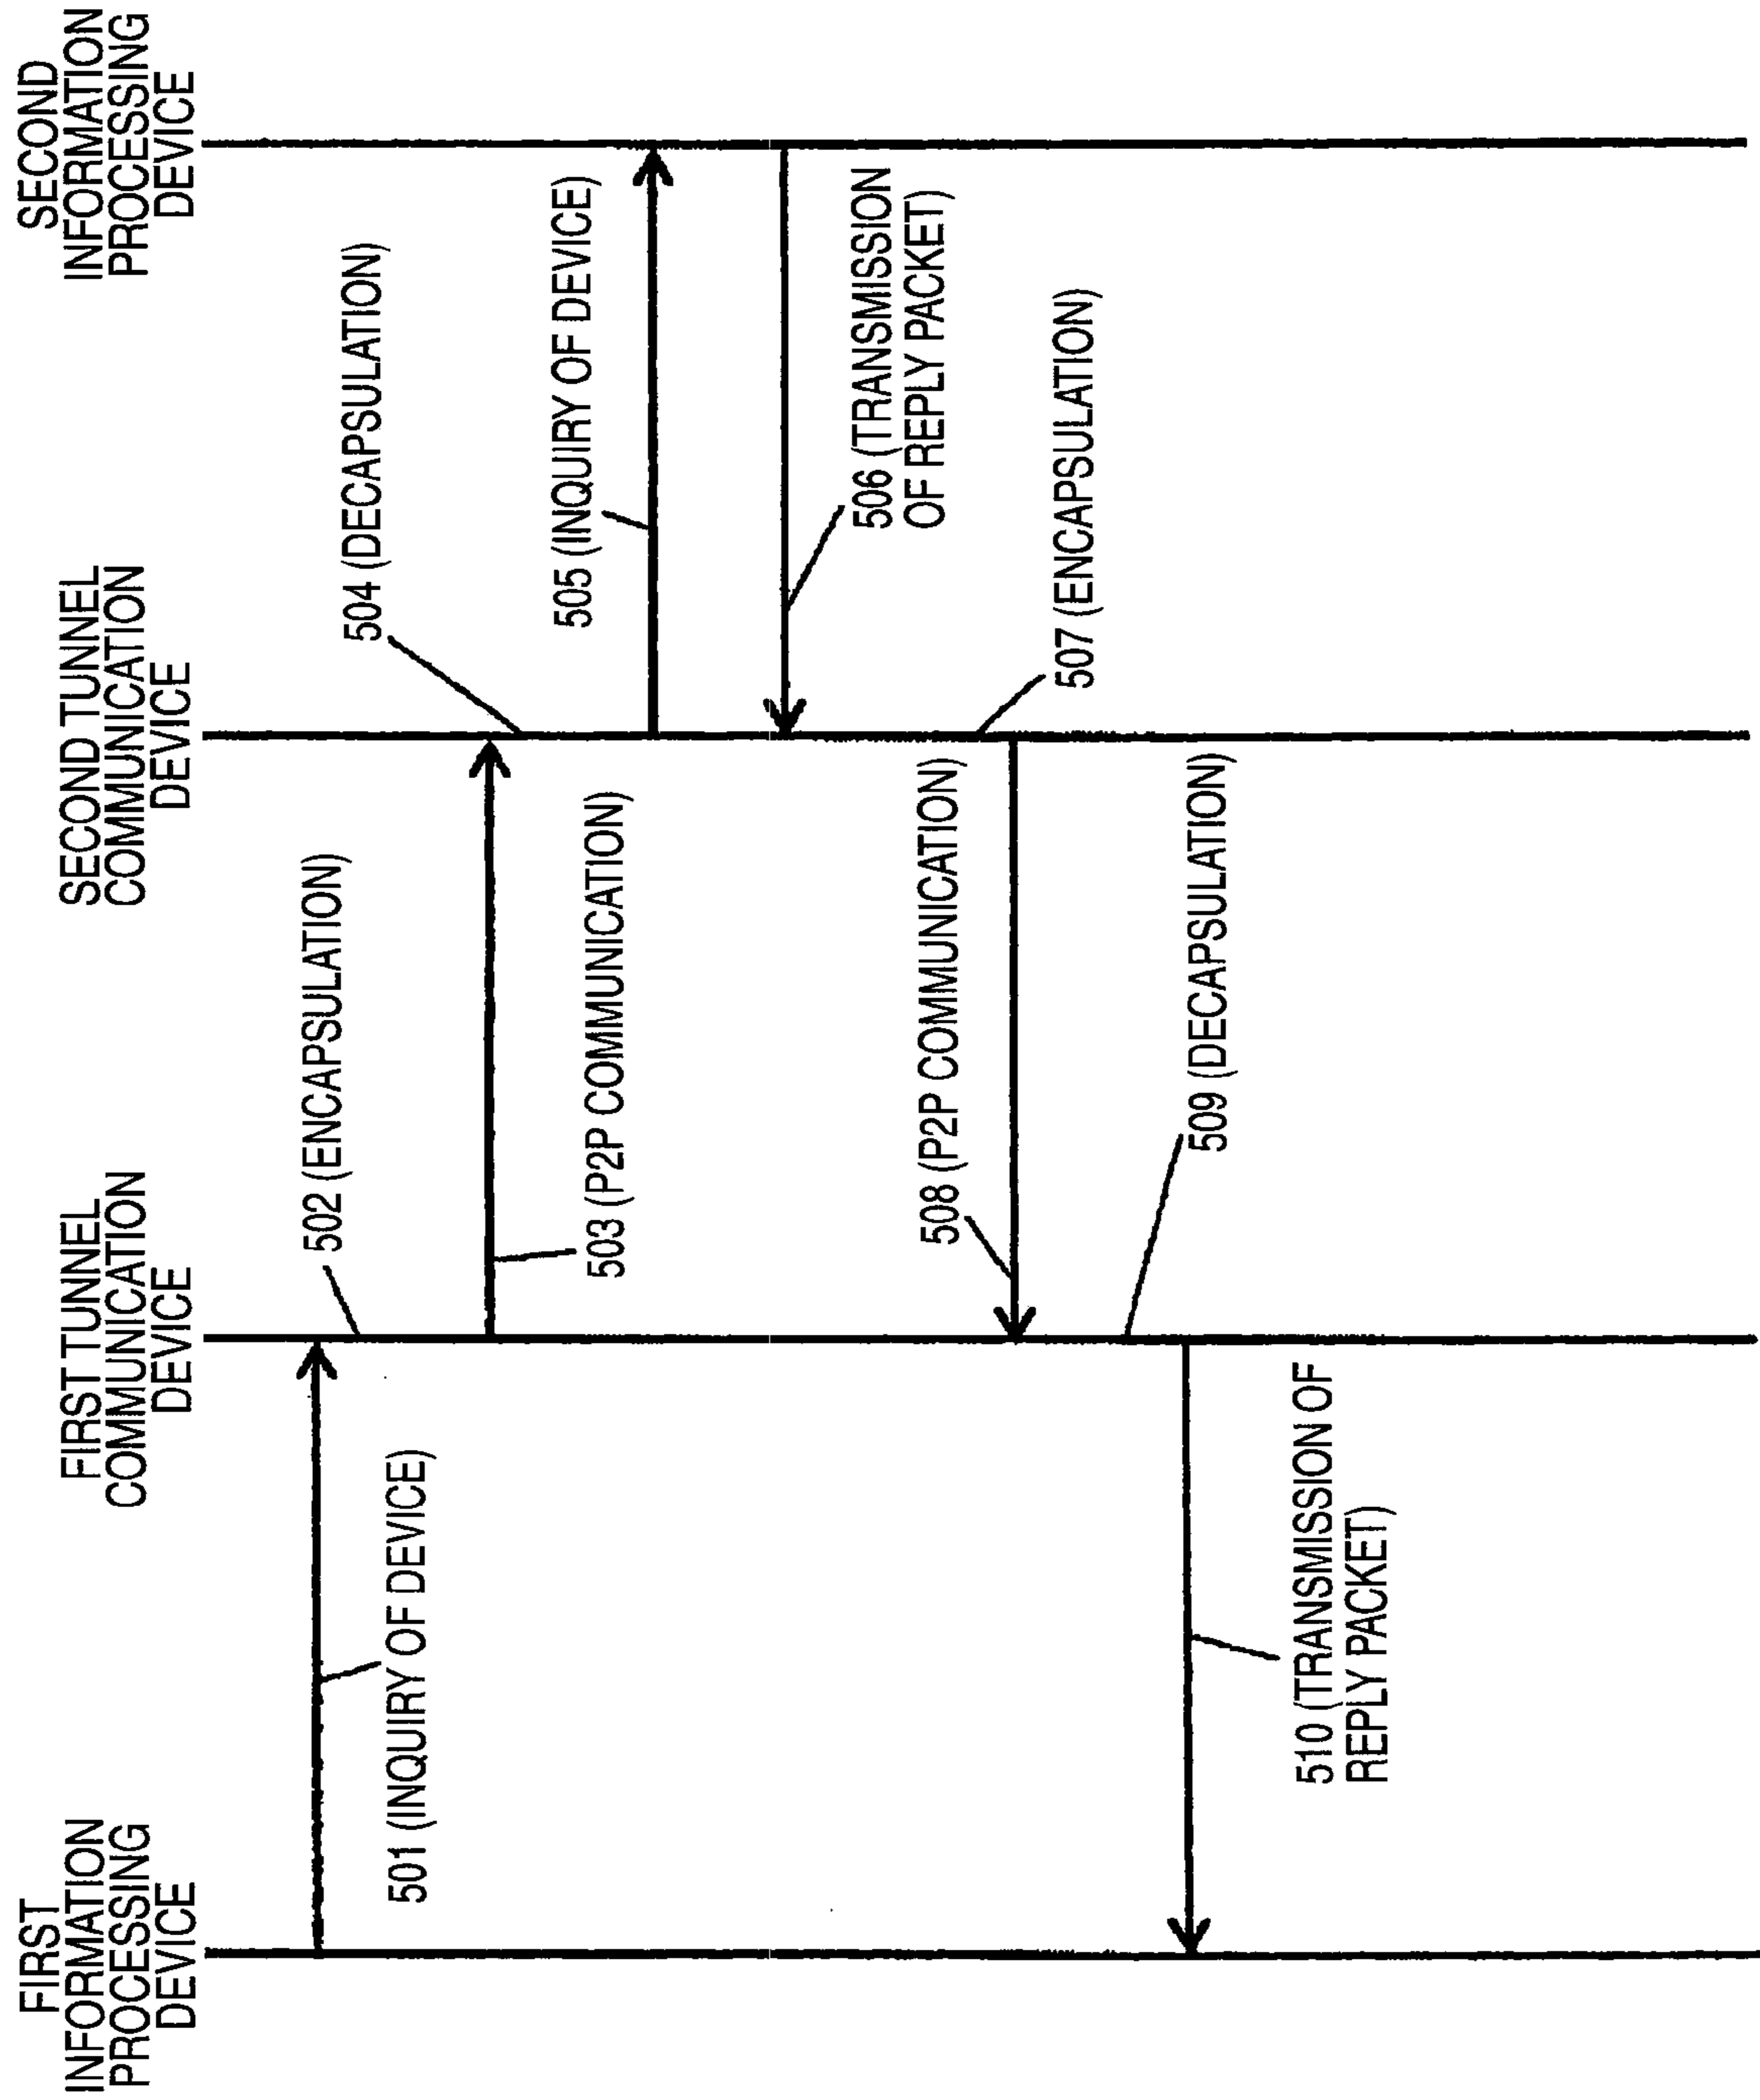 FIRST
INFORMATION
PROCESSING
DEVICE
FIRST TUNNEL
COMMUNICATION
DEVICE
SECOND TUNNEL
COMMUNICATION
DEVICE
SECOND
INFORMATION
PROCESSING
DEVICE
501 (INQUIRY OF DEVICE)
502 (ENCAPSULATION)
503 (P2P COMMUNICATION)
504 (DECAPSULATION)
505 (INQUIRY OF DEVICE)
506 (TRANSMISSION
OF REPLY PACKET)
507 (ENCAPSULATION)
508 (P2P COMMUNICATION)
509 (DECAPSULATION)
510 (TRANSMISSION OF
REPLY PACKET)